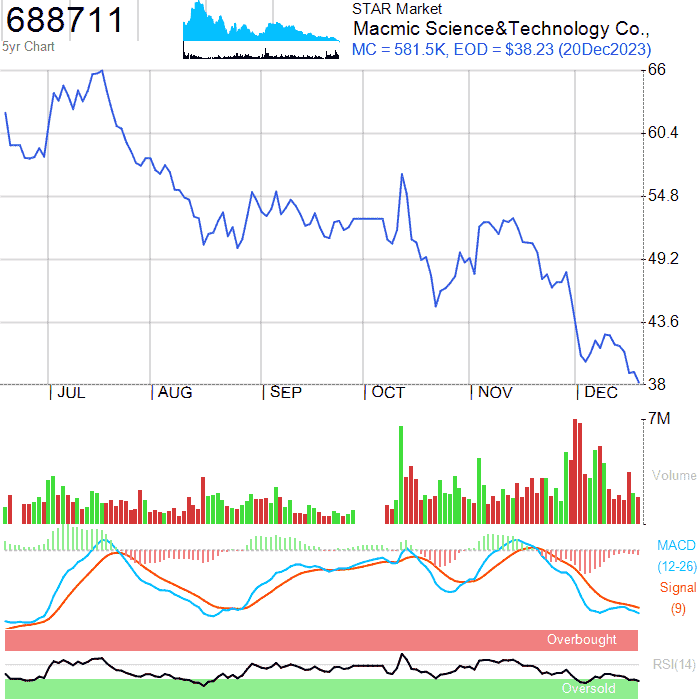 688711
5yr Chart
STAR Market
Macmic Science&Technology Co.,
MC = 581.5K, EOD = $38.23 (20Dec2023)
66
60.4
54.8
49.2
43.6
38
JUL
AUG
SEP
OCT
NOV
DEC
7M
Volume
MACD
(12-26)
Signal
(9)
Overbought
RSI(14)
Oversold